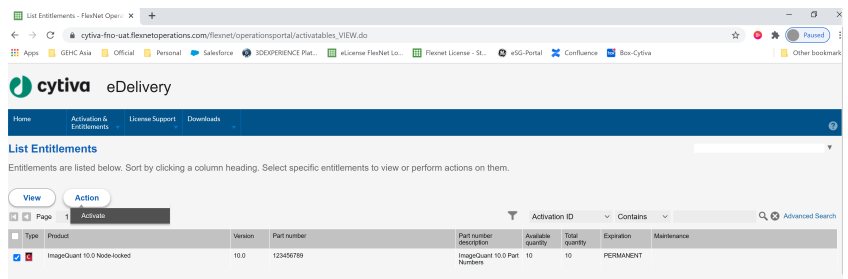 List Entitlements - FlexNet Opera
cytiva-fno-uat.flexnetoperations.com/flexnet/operationsportal/activatables_VIEW.do
Paused
Apps GEHC Asia Official Personal Salesforce 3DEXPERIENCE Plat... eLicense FlexNet Lo... Flexnet License - St... eSG-Portal Confluence Box-Cytiva Other bookmark
cytiva eDelivery
Home Activation & Entitlements License Support Downloads
List Entitlements
Entitlements are listed below. Sort by clicking a column heading. Select specific entitlements to view or perform actions on them.
View Action
Page 1 Activate Activation ID Contains Advanced Search
Type Product Version Part number Part number description Available quantity Total quantity Expiration Maintenance
ImageQuant 10.0 Node-locked 10.0 123456789 ImageQuant 10.0 Part Numbers 10 10 PERMANENT